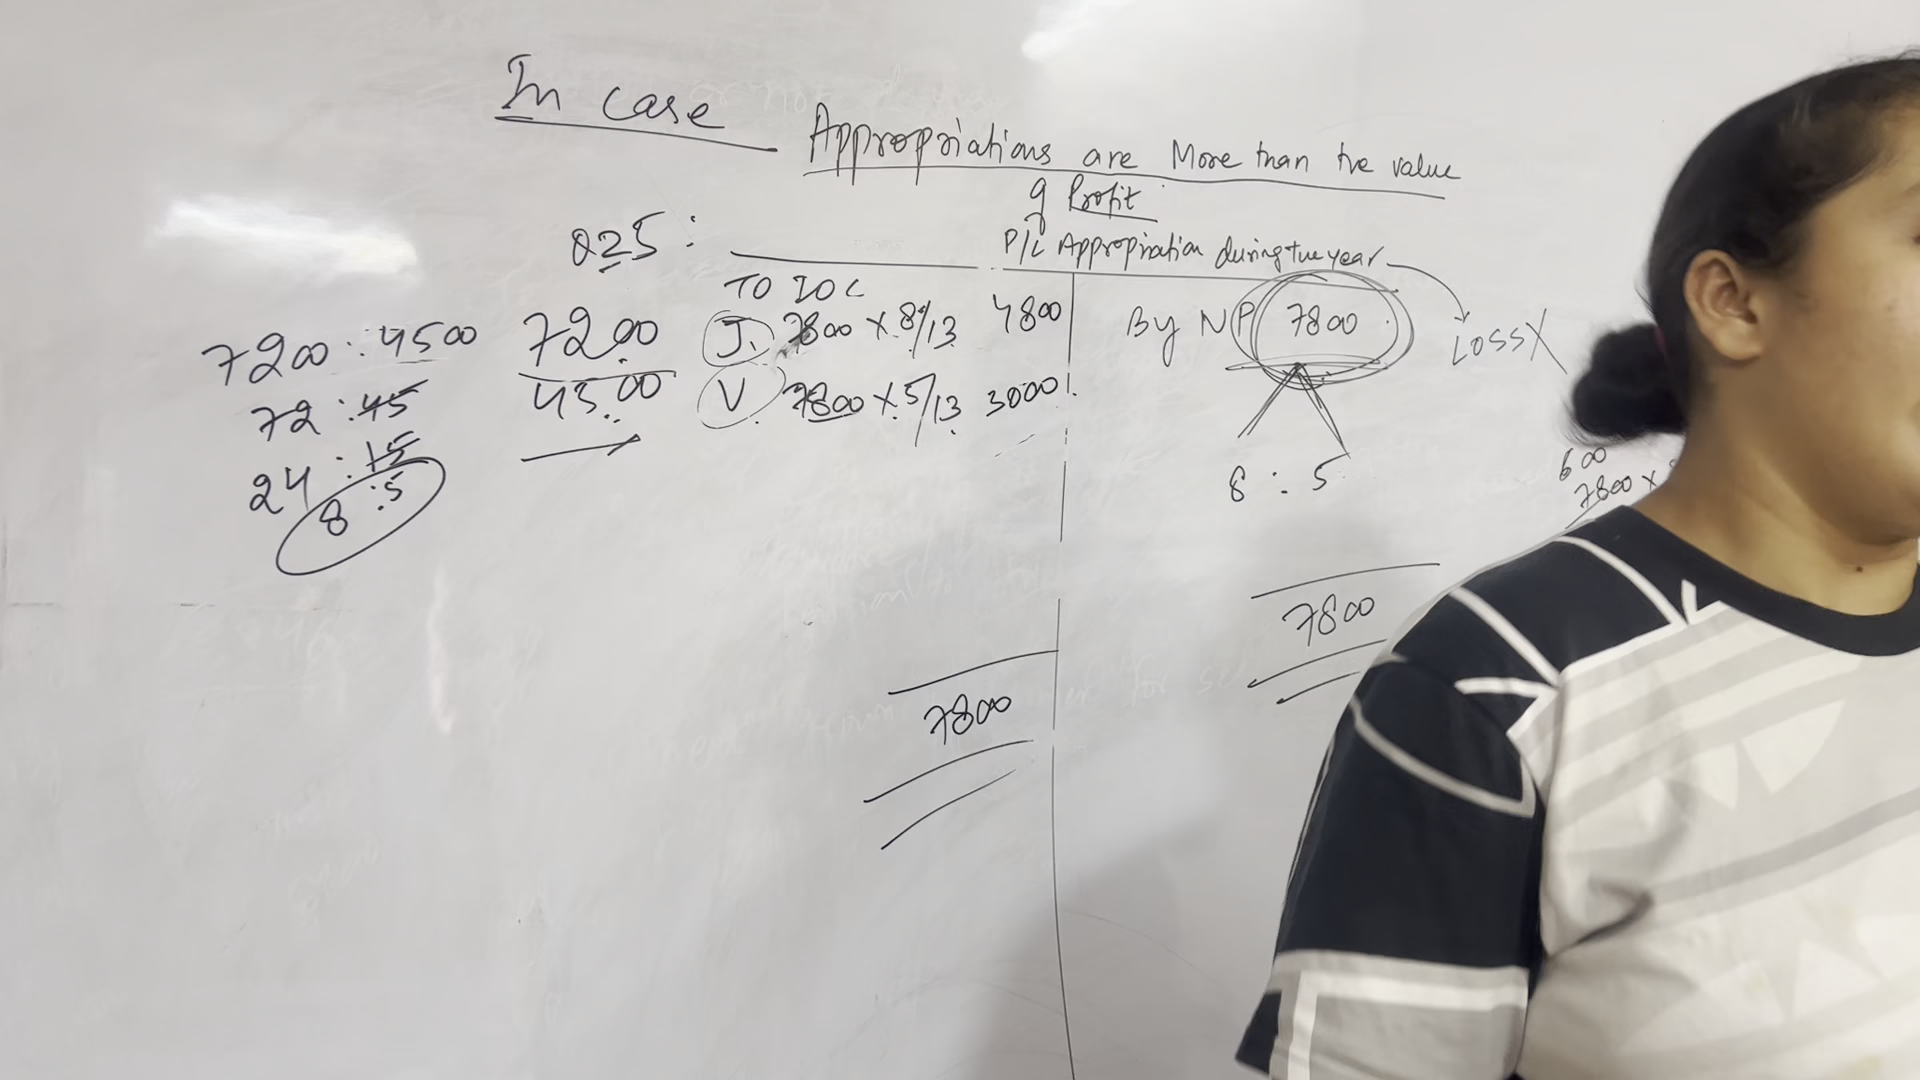 In case
Appropriations are More than the value
of Profit
Q25:
P/L Appropriation during the year
TO IOC
7200 : 4500
7200
J. 7800 x 8/13 4800
By NP 7800
Loss X
72 : 45
4500
V 7800 x 5/13 3000
24 : 15
8 : 5
8 : 5
600
7800 x
7800
7800